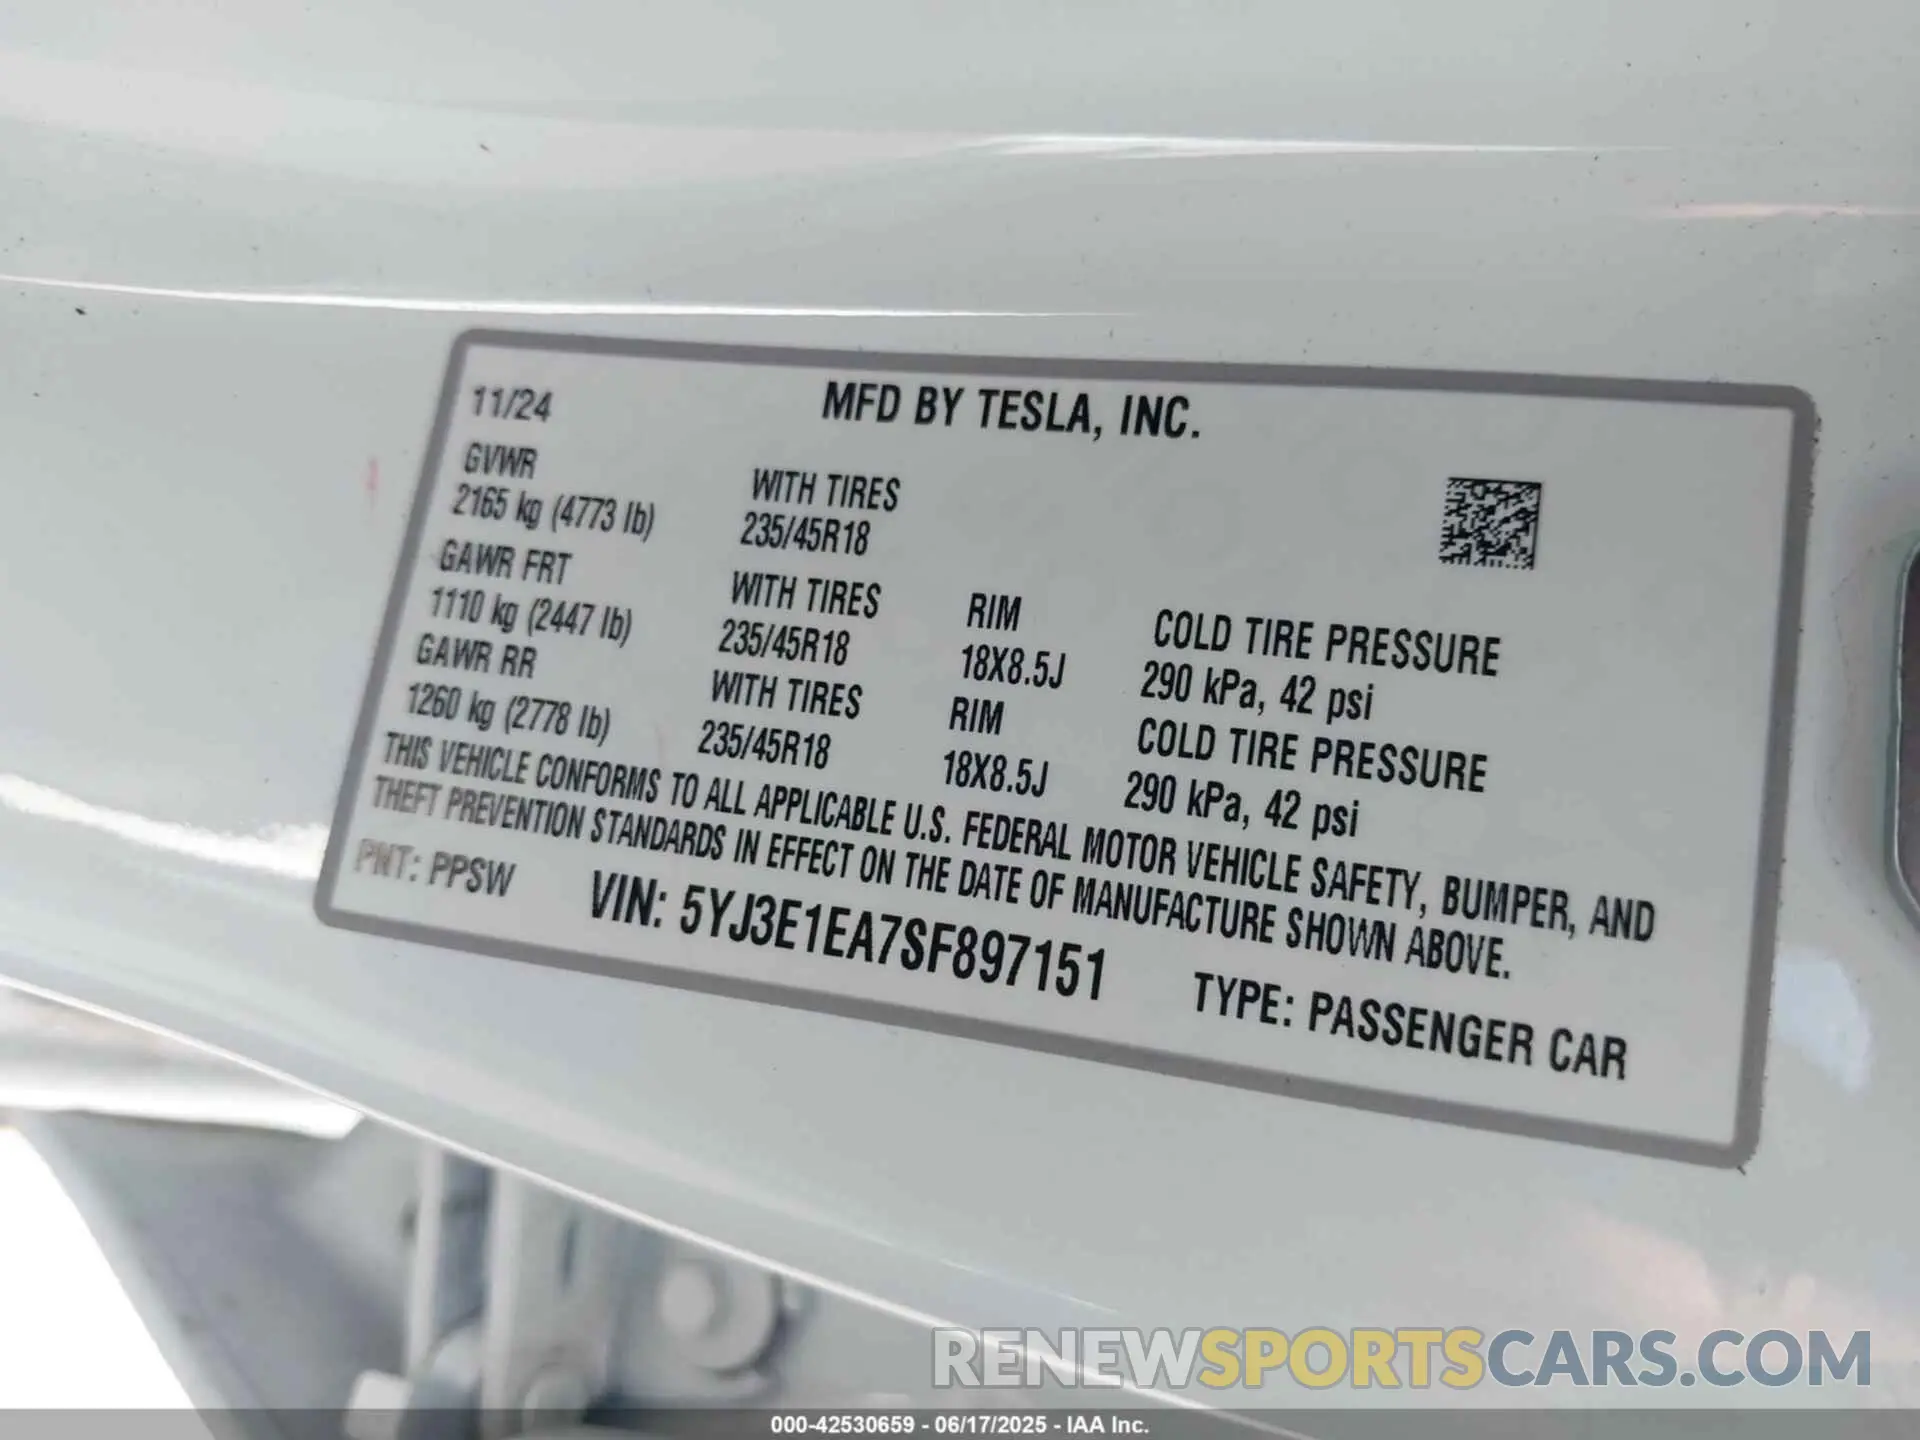 11/24
MFD BY TESLA, INC.
GVWR
2165 kg (4773 lb)
WITH TIRES
235/45R18
GAWR FRT
1110 kg (2447 lb)
WITH TIRES
235/45R18
RIM
18X8.5J
COLD TIRE PRESSURE
290 kPa, 42 psi
GAWR RR
1260 kg (2778 lb)
WITH TIRES
235/45R18
RIM
18X8.5J
COLD TIRE PRESSURE
290 kPa, 42 psi
THIS VEHICLE CONFORMS TO ALL APPLICABLE U.S. FEDERAL MOTOR VEHICLE SAFETY, BUMPER, AND
THEFT PREVENTION STANDARDS IN EFFECT ON THE DATE OF MANUFACTURE SHOWN ABOVE.
PNT: PPSW
VIN: 5YJ3E1EA7SF897151
TYPE: PASSENGER CAR
RENEWSPORTSCARS.COM
000-42530659 - 06/17/2025 - IAA Inc.